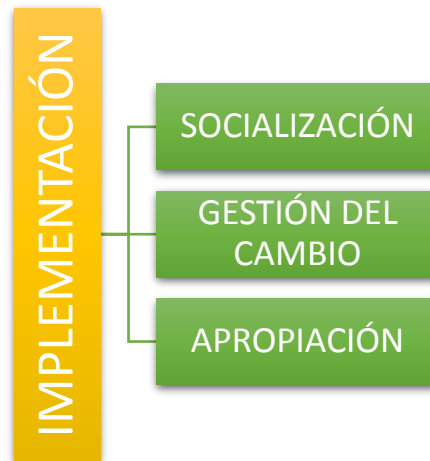 IMPLEMENTACIÓN
SOCIALIZACIÓN
GESTIÓN DEL
CAMBIO
APROPIACIÓN